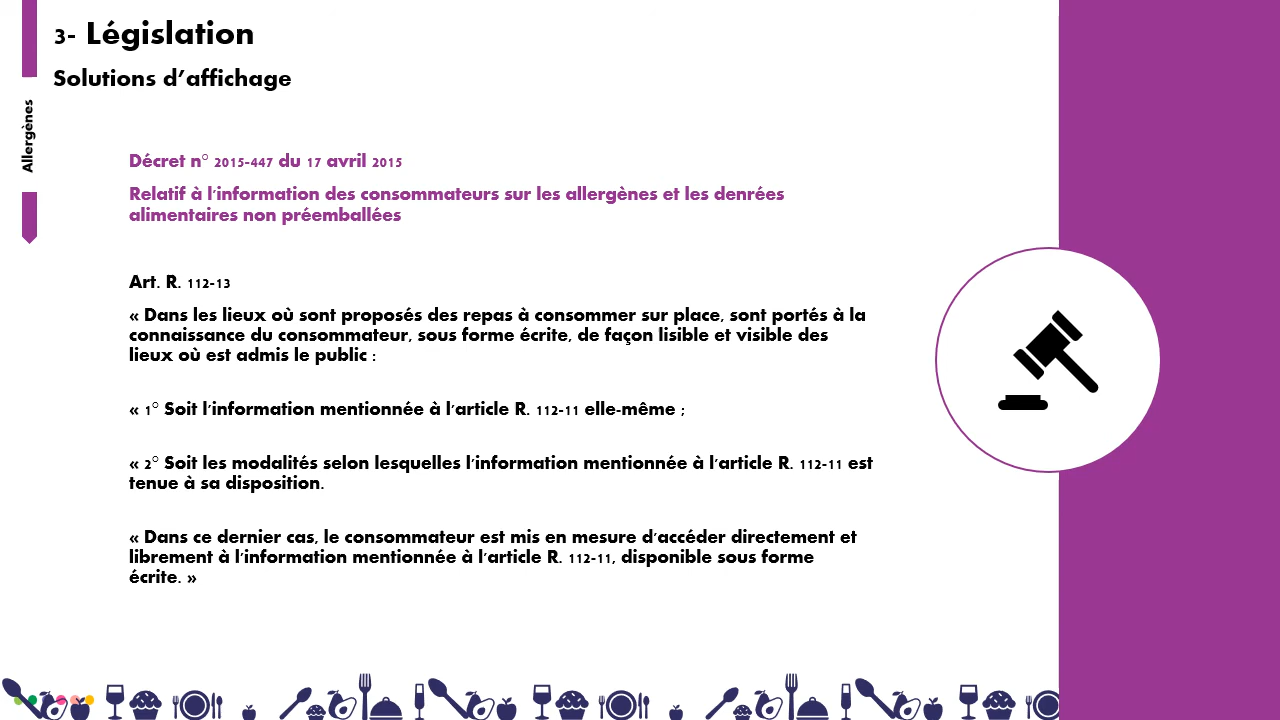 3- Législation
Solutions d’affichage
Allergènes
Décret n° 2015-447 du 17 avril 2015
Relatif à l’information des consommateurs sur les allergènes et les denrées
alimentaires non préemballées
Art. R. 112-13
« Dans les lieux où sont proposés des repas à consommer sur place, sont portés à la
connaissance du consommateur, sous forme écrite, de façon lisible et visible des
lieux où est admis le public :
« 1° Soit l’information mentionnée à l’article R. 112-11 elle-même ;
« 2° Soit les modalités selon lesquelles l’information mentionnée à l’article R. 112-11 est
tenue à sa disposition.
« Dans ce dernier cas, le consommateur est mis en mesure d’accéder directement et
librement à l’information mentionnée à l’article R. 112-11, disponible sous forme
écrite. »